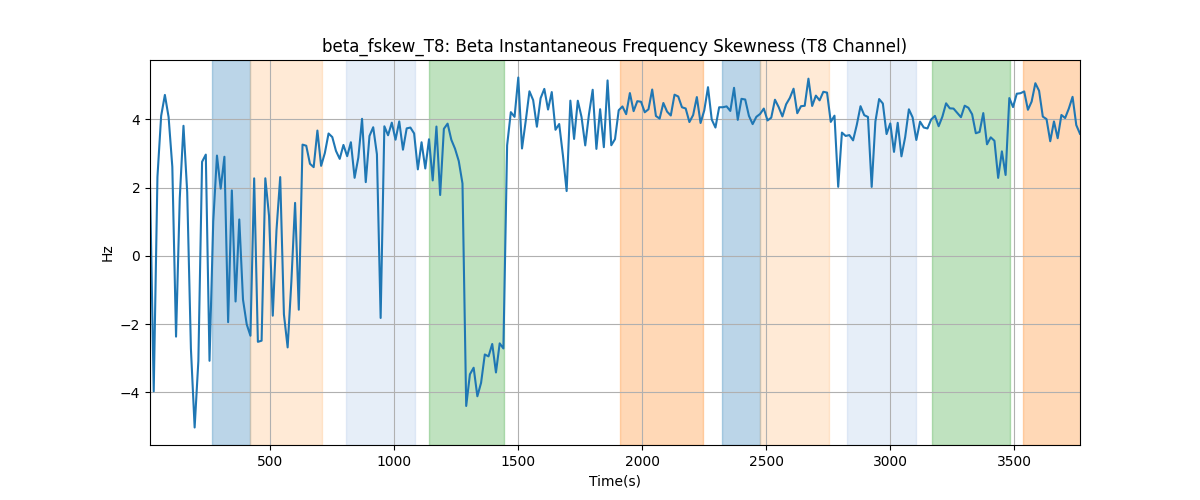 beta_fskew_T8: Beta Instantaneous Frequency Skewness (T8 Channel)
Hz
4
2
0
−2
−4
500 1000 1500 2000 2500 3000 3500
Time(s)